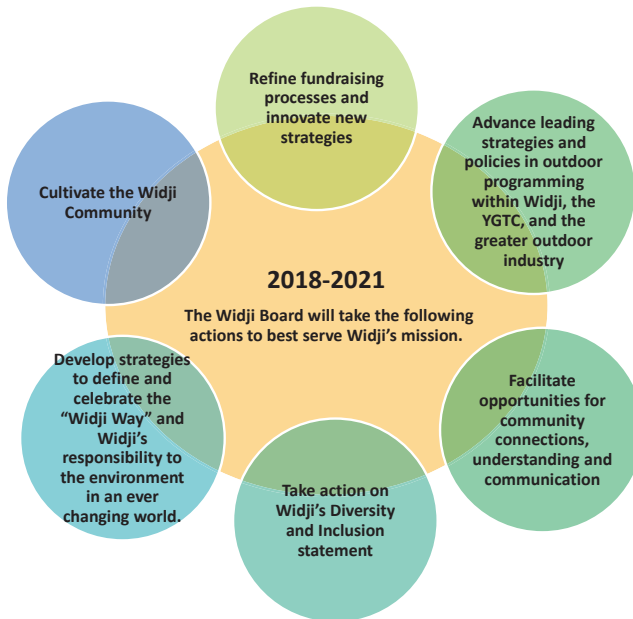 Refine fundraising
processes and
innovate new
strategies
Advance leading
strategies and
policies in outdoor
programming
within Widji, the
YGTC, and the
greater outdoor
industry
Cultivate the Widji
Community
2018-2021
The Widji Board will take the following
actions to best serve Widji’s mission.
Develop strategies
to define and
celebrate the
“Widji Way” and
Widji’s
responsibility to
the environment
in an ever
changing world.
Facilitate
opportunities for
community
connections,
understanding and
communication
Take action on
Widji’s Diversity
and Inclusion
statement